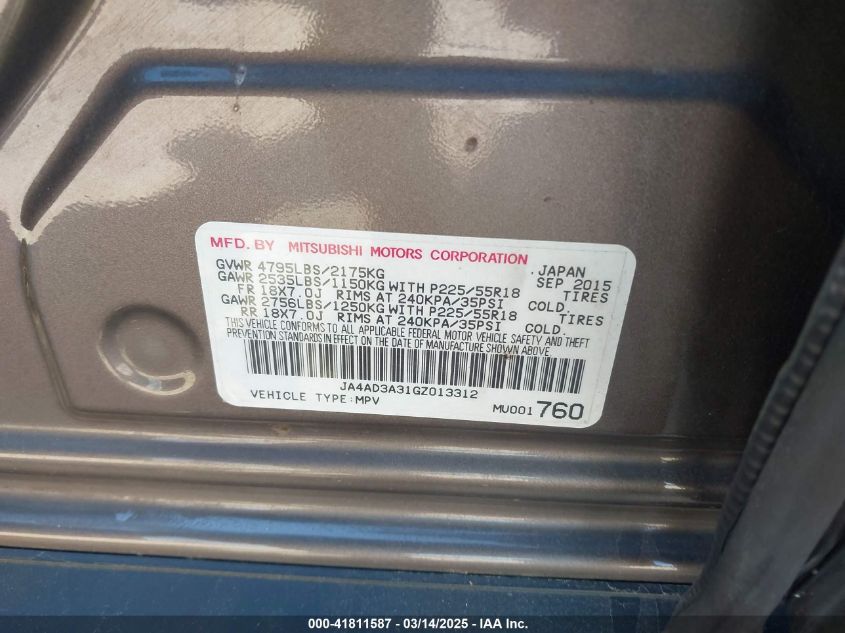 MFD. BY MITSUBISHI MOTORS CORPORATION
GVWR 4795LBS/2175KG . JAPAN
GAWR 2535LBS/1150KG WITH P225/55R18 SEP 2015
FR 18X7.0J RIMS AT 240KPA/35PSI COLD. TIRES
GAWR 2756LBS/1250KG WITH P225/55R18
RR 18X7.0J RIMS AT 240KPA/35PSI COLD. TIRES
THIS VEHICLE CONFORMS TO ALL APPLICABLE FEDERAL MOTOR VEHICLE SAFETY AND THEFT
PREVENTION STANDARDS IN EFFECT ON THE DATE OF MANUFACTURE SHOWN ABOVE
JA4AD3A31GZ013312
VEHICLE TYPE:MPV MU001760
000-41811587 - 03/14/2025 - IAA Inc.